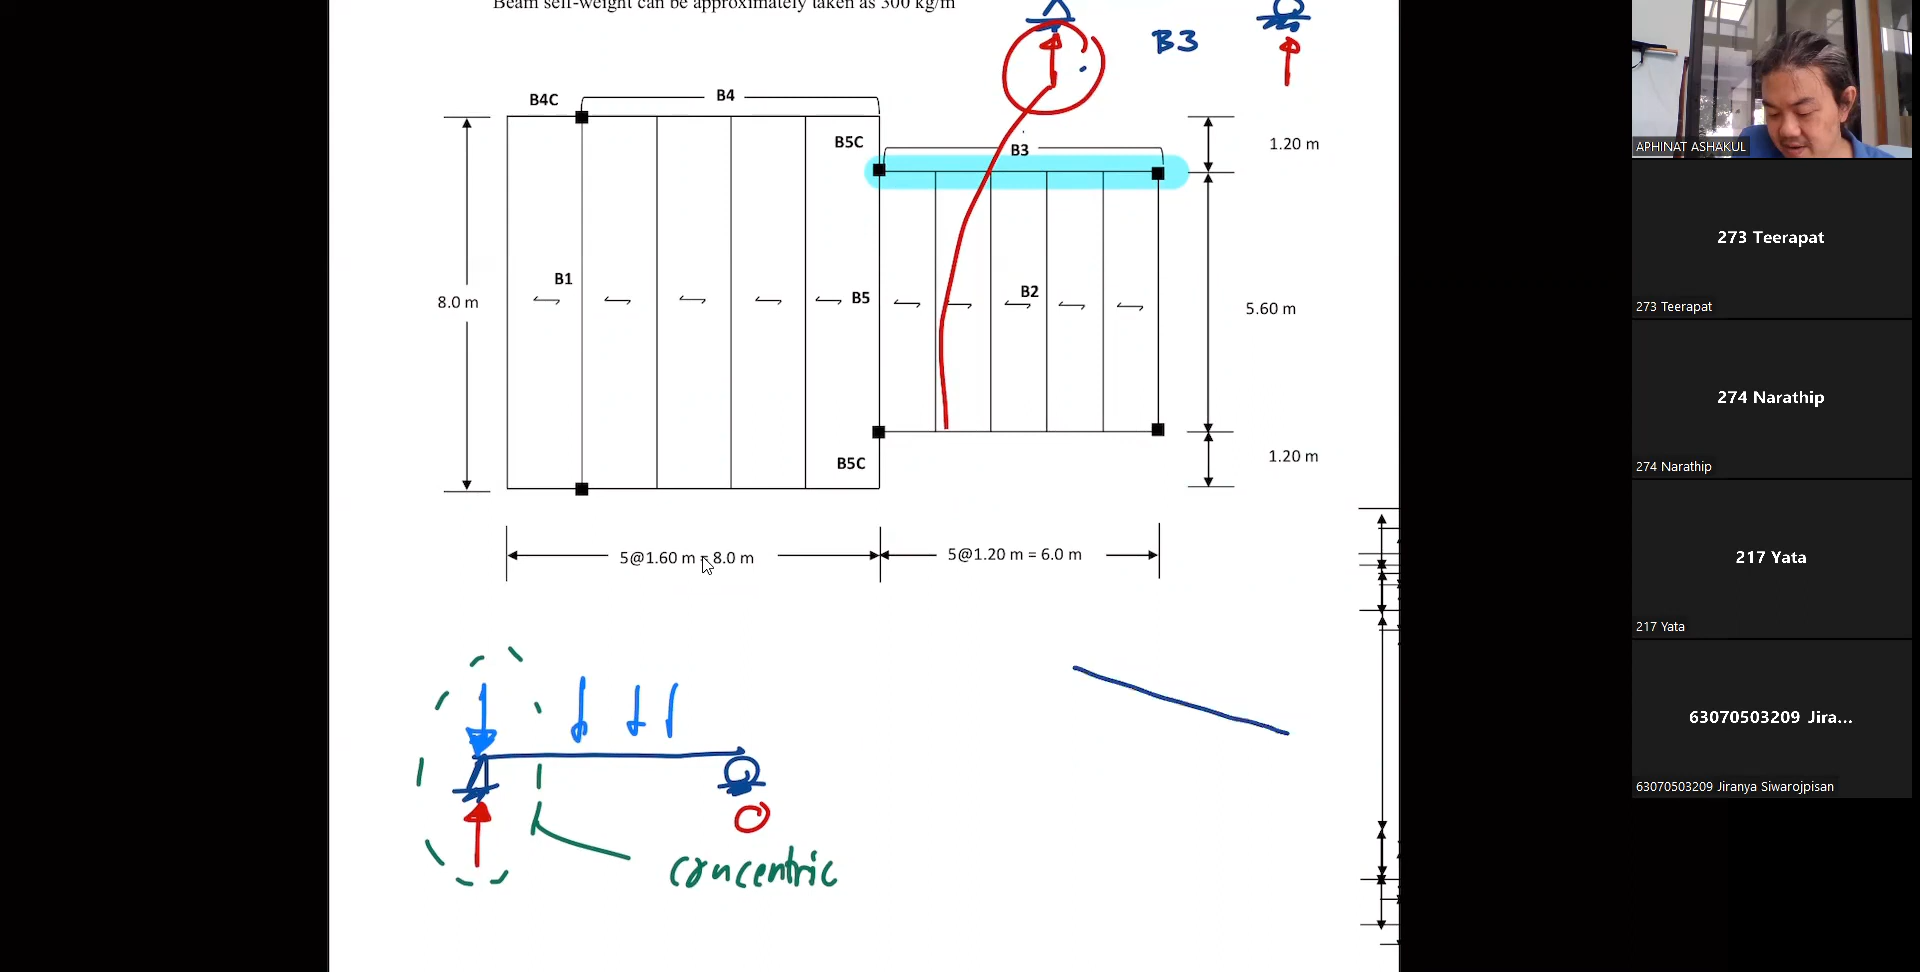 Beam self-weight can be approximately taken as 300 kg/m
B3
B4C
B4
B5C
B3
1.20 m
B1
8.0 m
B5
B2
5.60 m
B5C
1.20 m
5@1.60 m = 8.0 m
5@1.20 m = 6.0 m
concentric
APHINAT ASHAKUL
273 Teerapat
273 Teerapat
274 Narathip
274 Narathip
217 Yata
217 Yata
63070503209 Jira...
63070503209 Jiranya Siwarojpisan